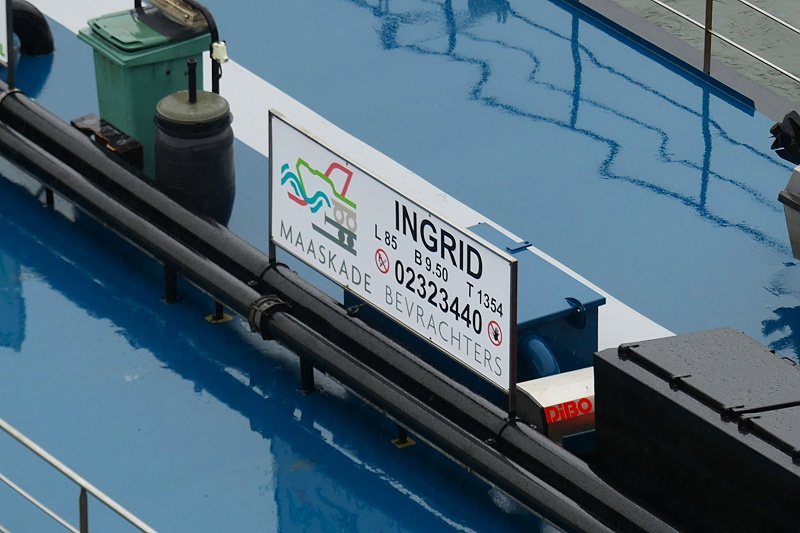 INGRID
L 85 B 9.50 T 1354
02323440
MAASKADE BEVRACHTERS
DiBO